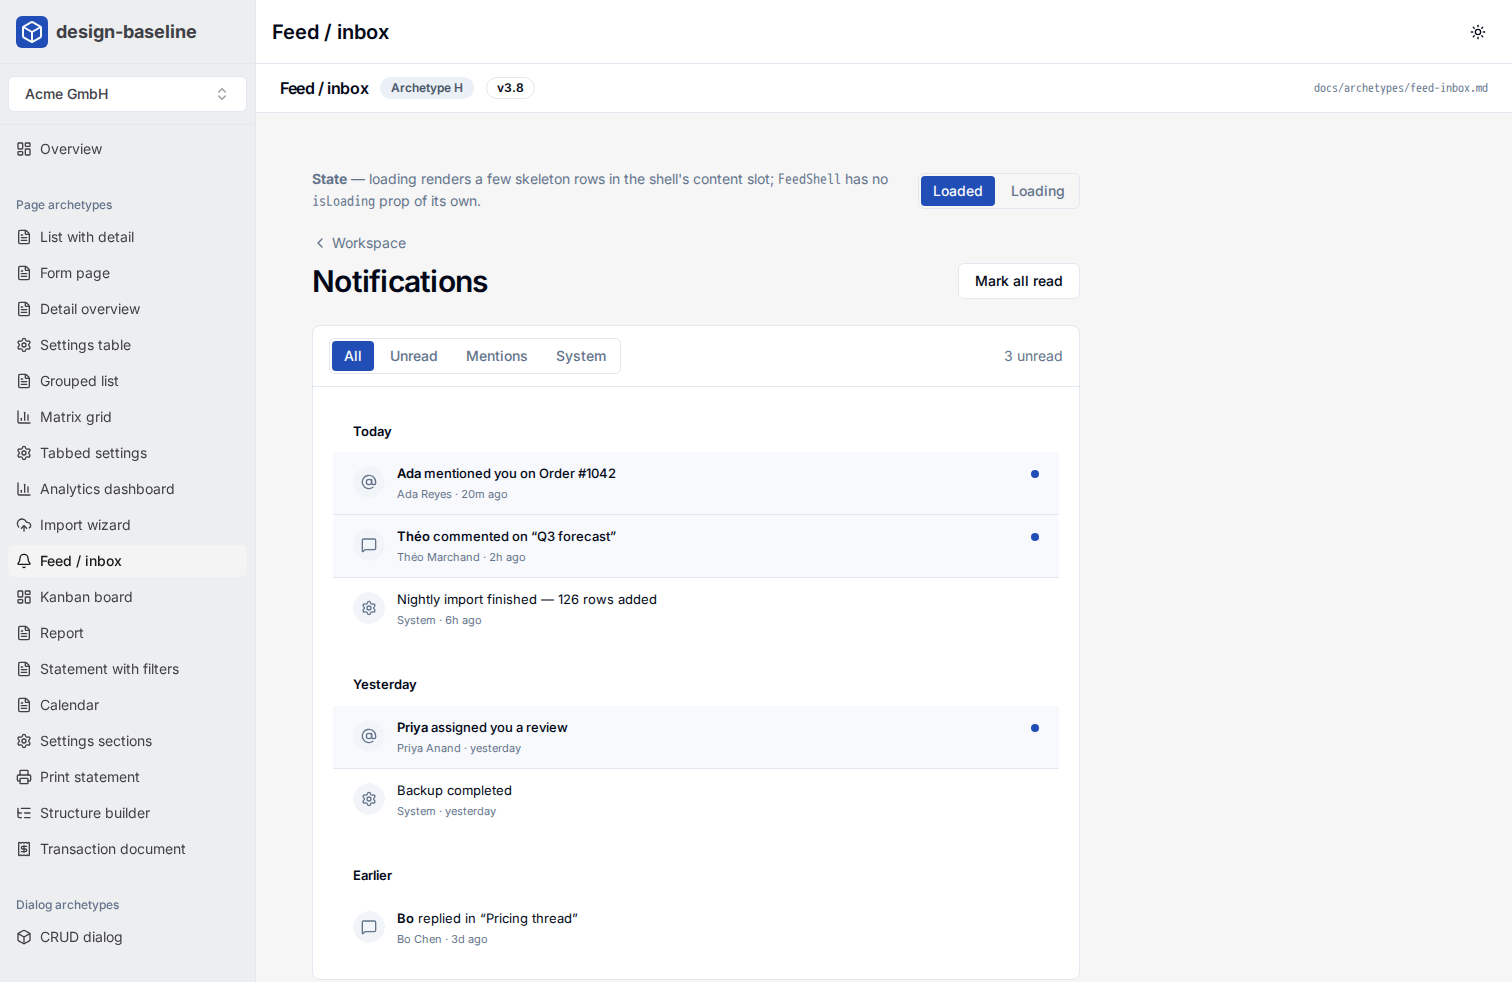 design-baseline
Acme GmbH
Overview
Page archetypes
List with detail
Form page
Detail overview
Settings table
Grouped list
Matrix grid
Tabbed settings
Analytics dashboard
Import wizard
Feed / inbox
Kanban board
Report
Statement with filters
Calendar
Settings sections
Print statement
Structure builder
Transaction document
Dialog archetypes
CRUD dialog
Feed / inbox
Feed / inbox
Archetype H
v3.8
docs/archetypes/feed-inbox.md
State — loading renders a few skeleton rows in the shell's content slot; FeedShell has no
isLoading prop of its own.
Loaded
Loading
Workspace
Notifications
Mark all read
All
Unread
Mentions
System
3 unread
Today
Ada mentioned you on Order #1042
Ada Reyes · 20m ago
Théo commented on “Q3 forecast”
Théo Marchand · 2h ago
Nightly import finished — 126 rows added
System · 6h ago
Yesterday
Priya assigned you a review
Priya Anand · yesterday
Backup completed
System · yesterday
Earlier
Bo replied in “Pricing thread”
Bo Chen · 3d ago